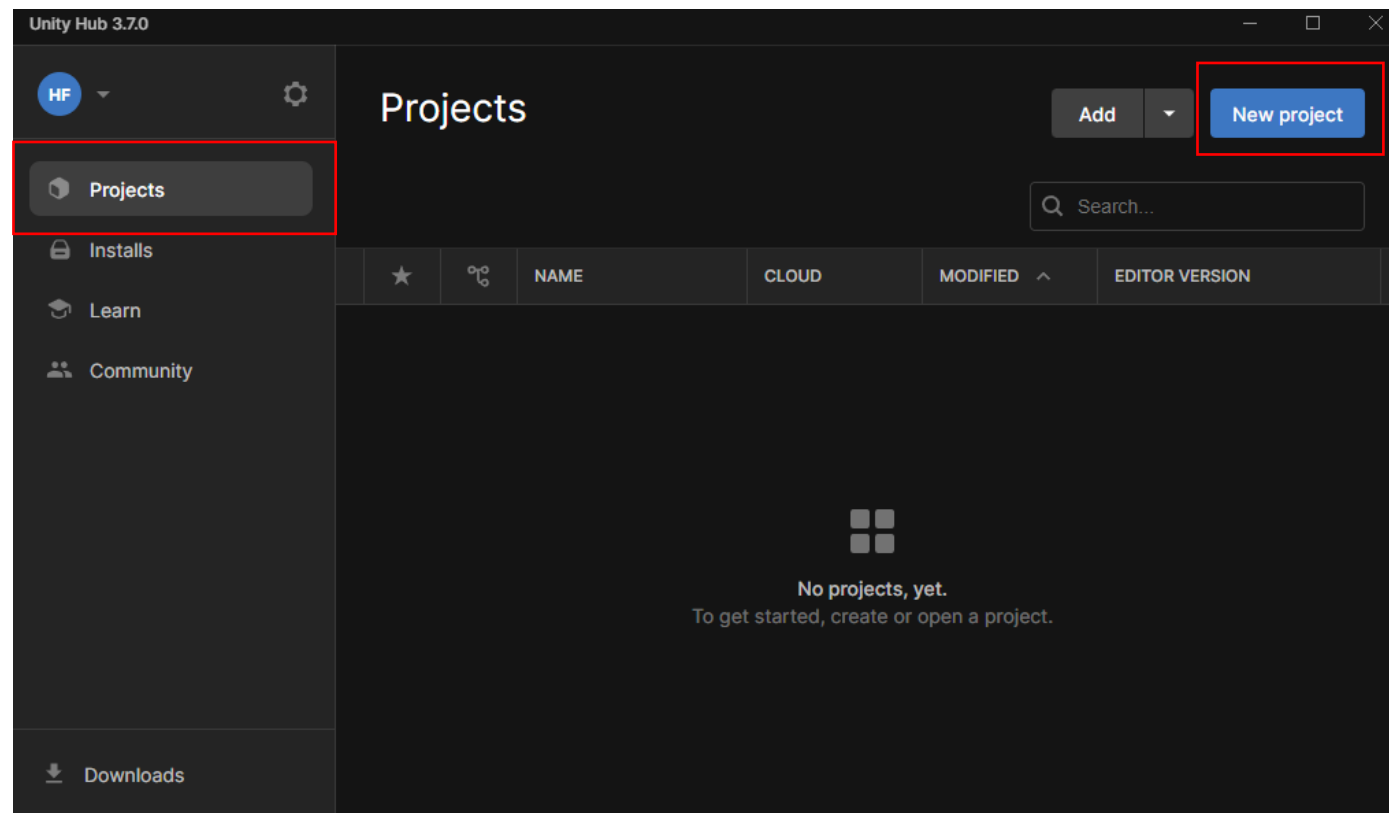 Unity Hub 3.7.0
HF
Projects
Add
New project
Projects
Search...
Installs
NAME
CLOUD
MODIFIED
EDITOR VERSION
Learn
Community
No projects, yet.
To get started, create or open a project.
Downloads